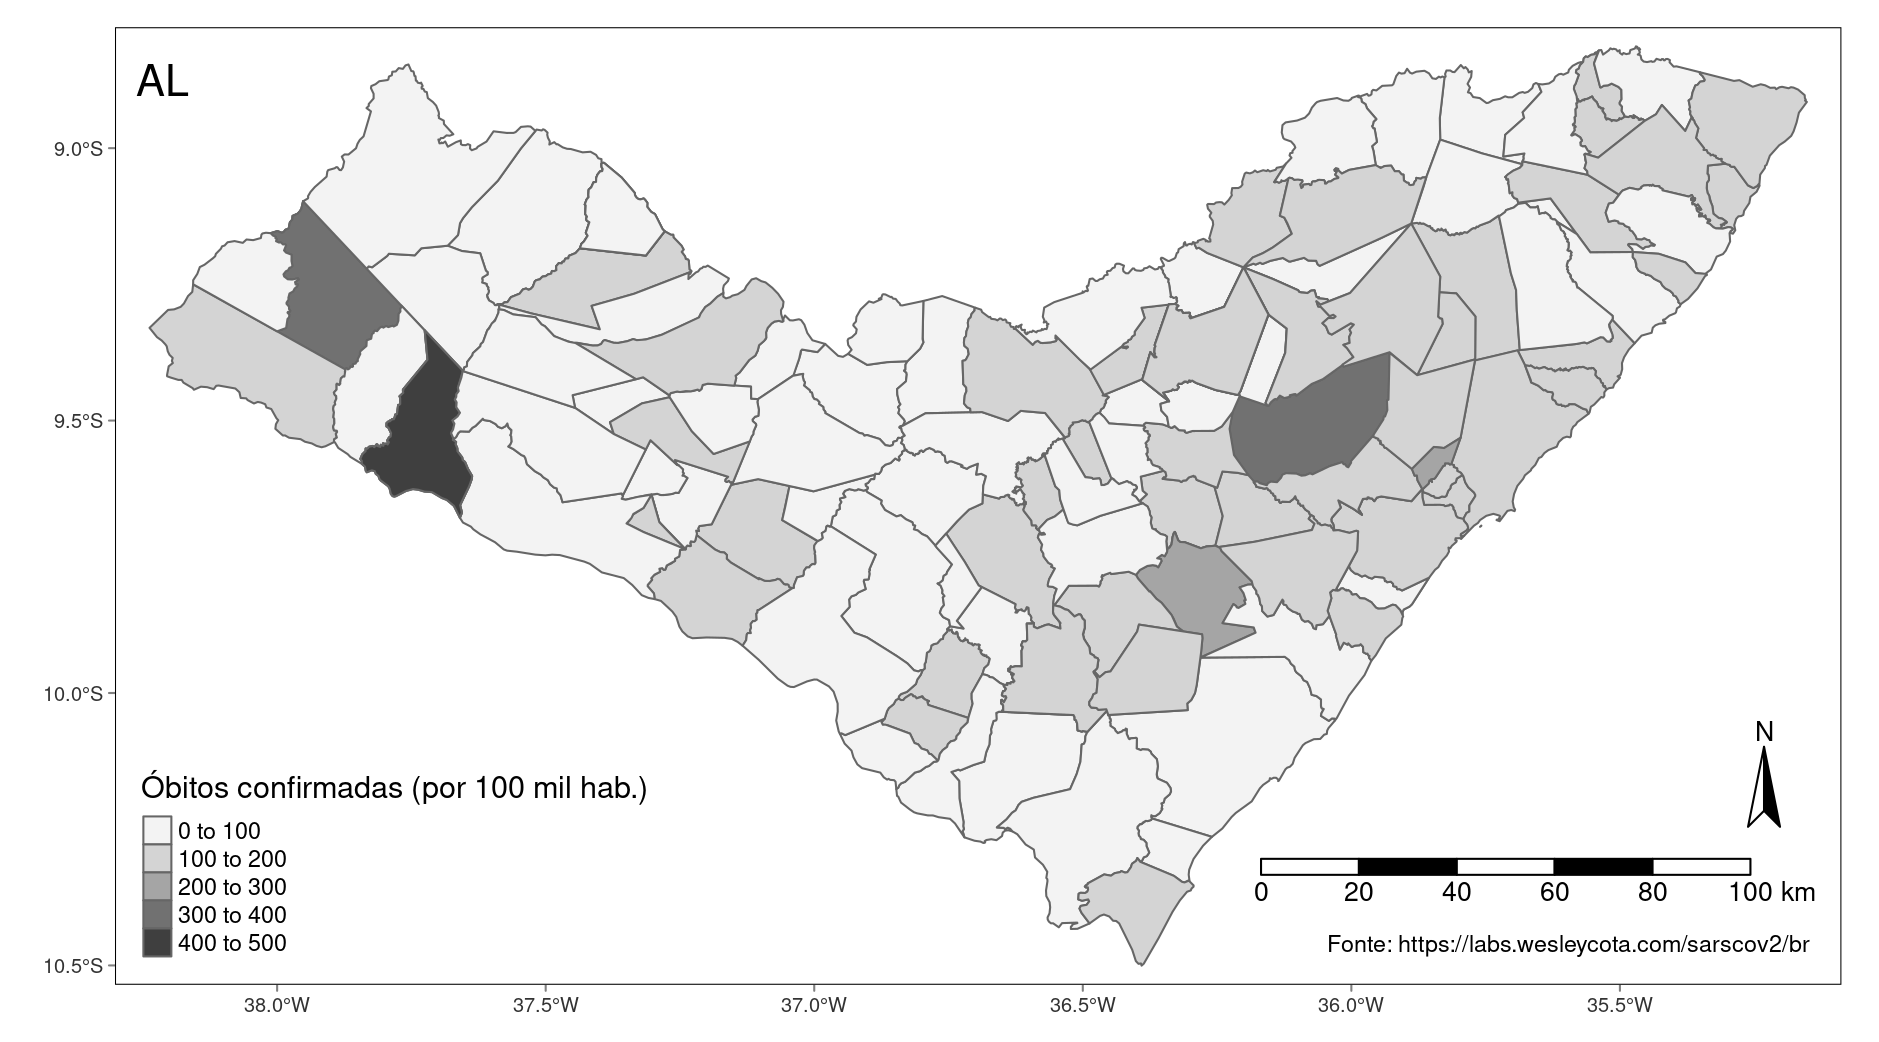 AL
9.0°S
9.5°S
10.0°S
10.5°S
Óbitos confirmadas (por 100 mil hab.)
0 to 100
100 to 200
200 to 300
300 to 400
400 to 500
N
0 20 40 60 80 100 km
Fonte: https://labs.wesleycota.com/sarscov2/br
38.0°W 37.5°W 37.0°W 36.5°W 36.0°W 35.5°W